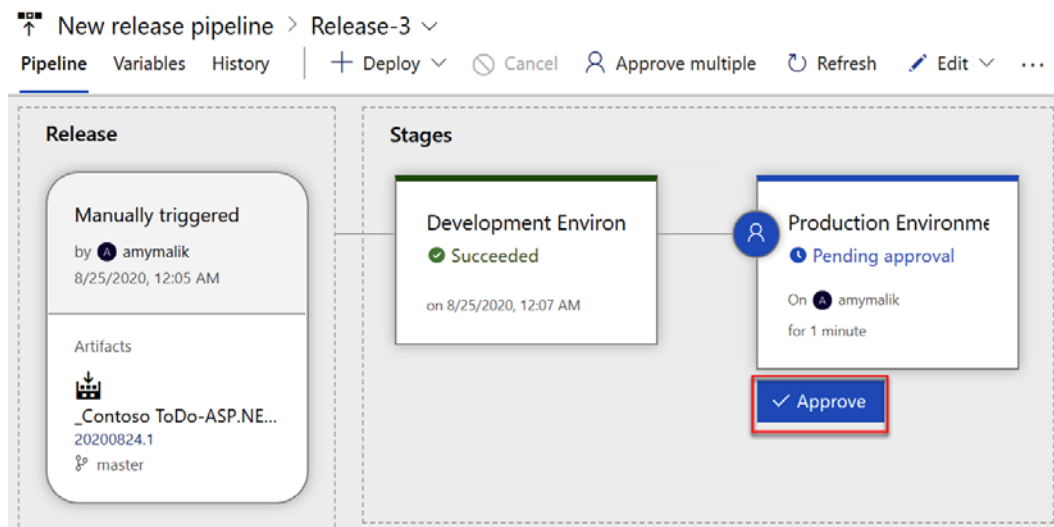 New release pipeline > Release-3
Pipeline Variables History Deploy Cancel Approve multiple Refresh Edit ...
Release
Stages
Manually triggered
by A amymalik
8/25/2020, 12:05 AM
Artifacts
_Contoso ToDo-ASP.NE...
20200824.1
master
Development Environ
Succeeded
on 8/25/2020, 12:07 AM
Production Environme
Pending approval
On A amymalik
for 1 minute
Approve